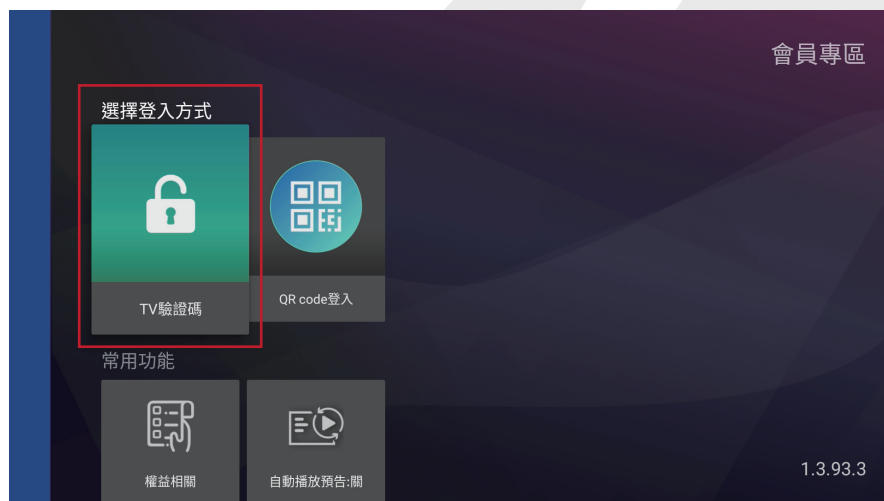 會員專區
選擇登入方式
TV驗證碼
QR code登入
常用功能
權益相關
自動播放預告:關
1.3.93.3